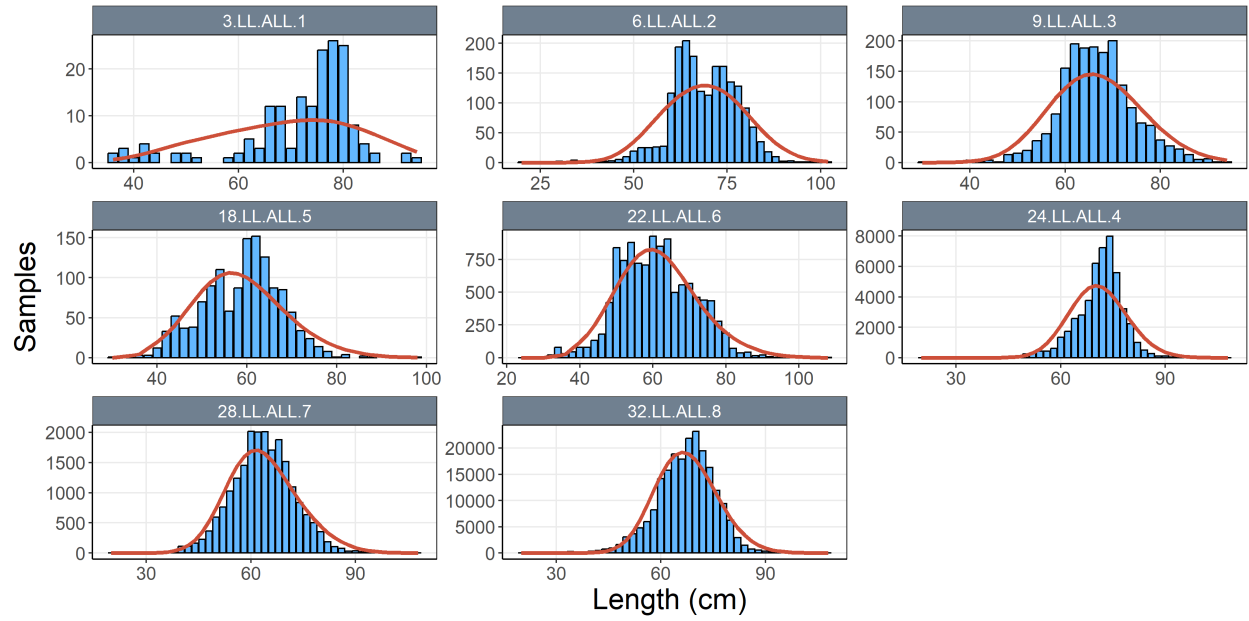 3.LL.ALL.1
6.LL.ALL.2
9.LL.ALL.3
20
10
0
40 60 80
200
150
100
50
0
25 50 75 100
200
150
100
50
0
40 60 80
18.LL.ALL.5
22.LL.ALL.6
24.LL.ALL.4
Samples
150
100
50
0
40 60 80 100
750
500
250
0
20 40 60 80 100
8000
6000
4000
2000
0
30 60 90
28.LL.ALL.7
32.LL.ALL.8
2000
1500
1000
500
0
30 60 90
20000
15000
10000
5000
0
30 60 90
Length (cm)